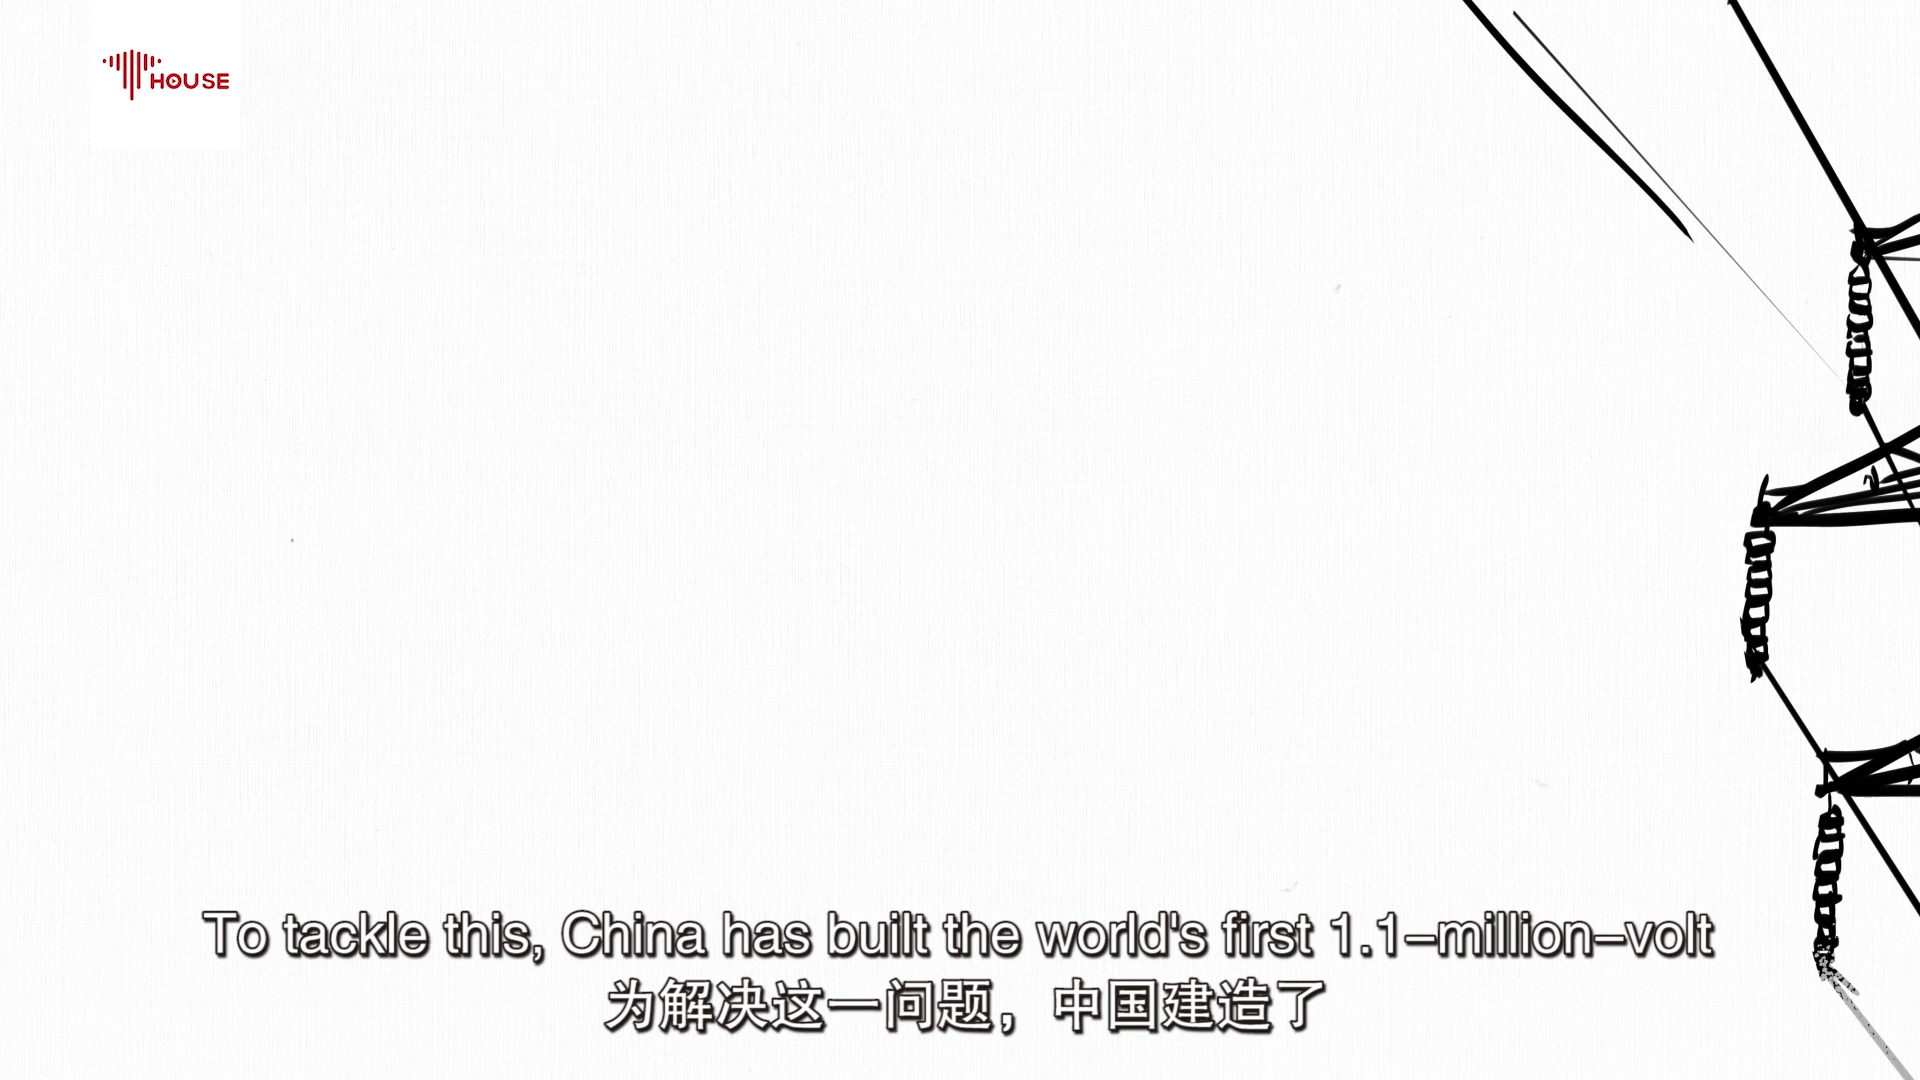 HOUSE
To tackle this, China has built the world's first 1.1–million–volt
为解决这一问题，中国建造了